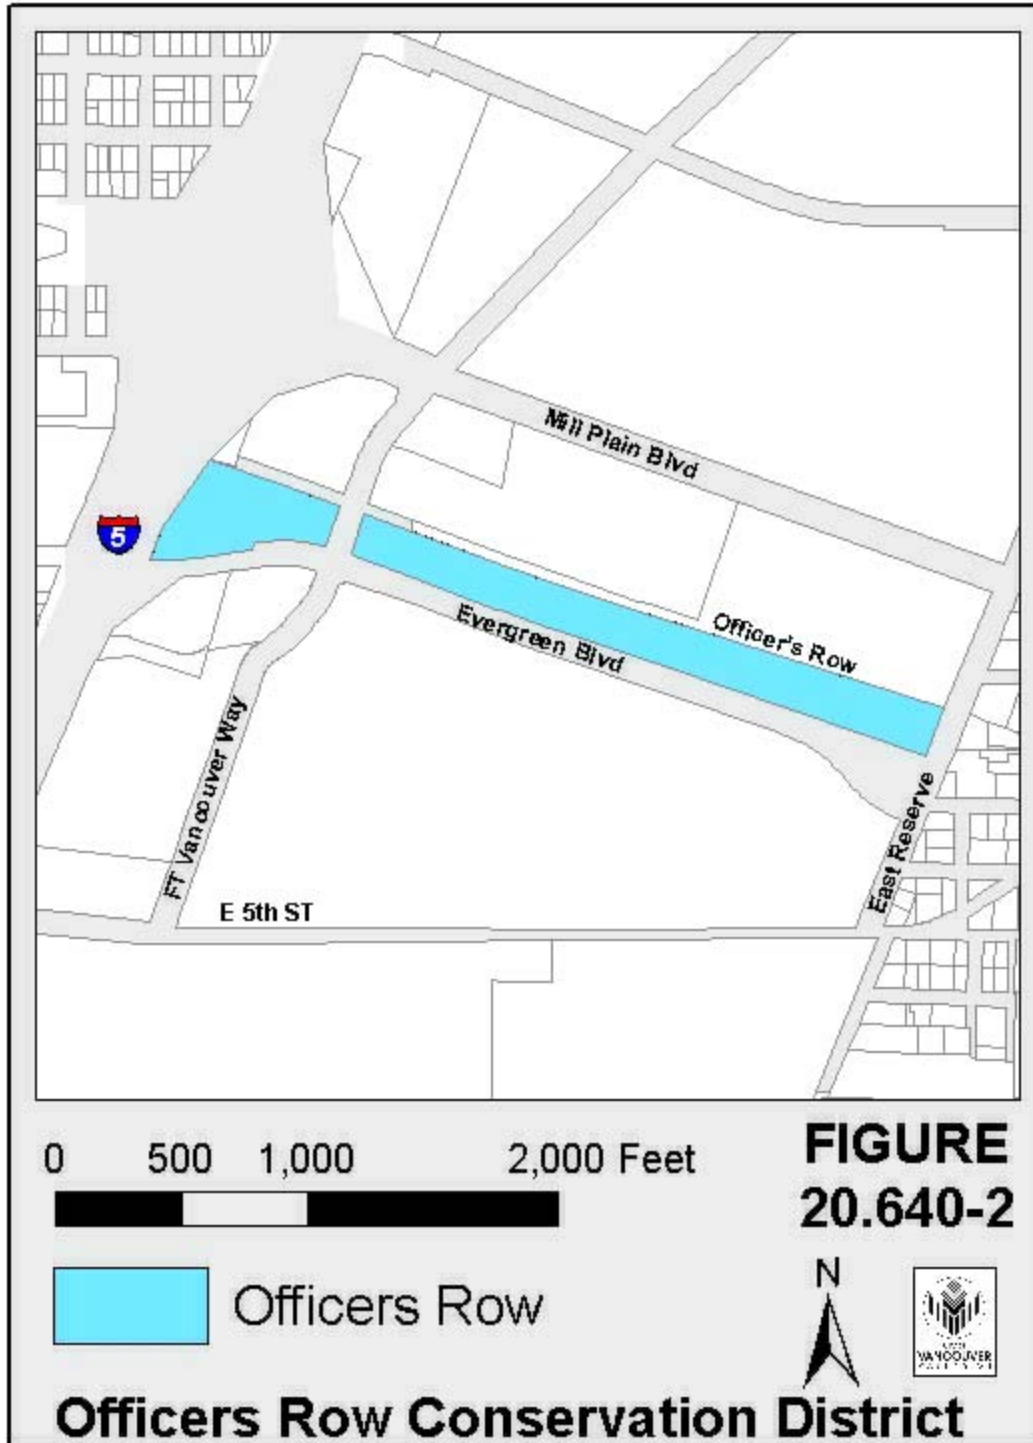 Mill Plain Blvd
5
Officer's Row
Evergreen Blvd
FT Vancouver Way
East Reserve
E 5th ST
0 500 1,000 2,000 Feet
FIGURE
20.640-2
Officers Row
N
VANCOUVER
Officers Row Conservation District